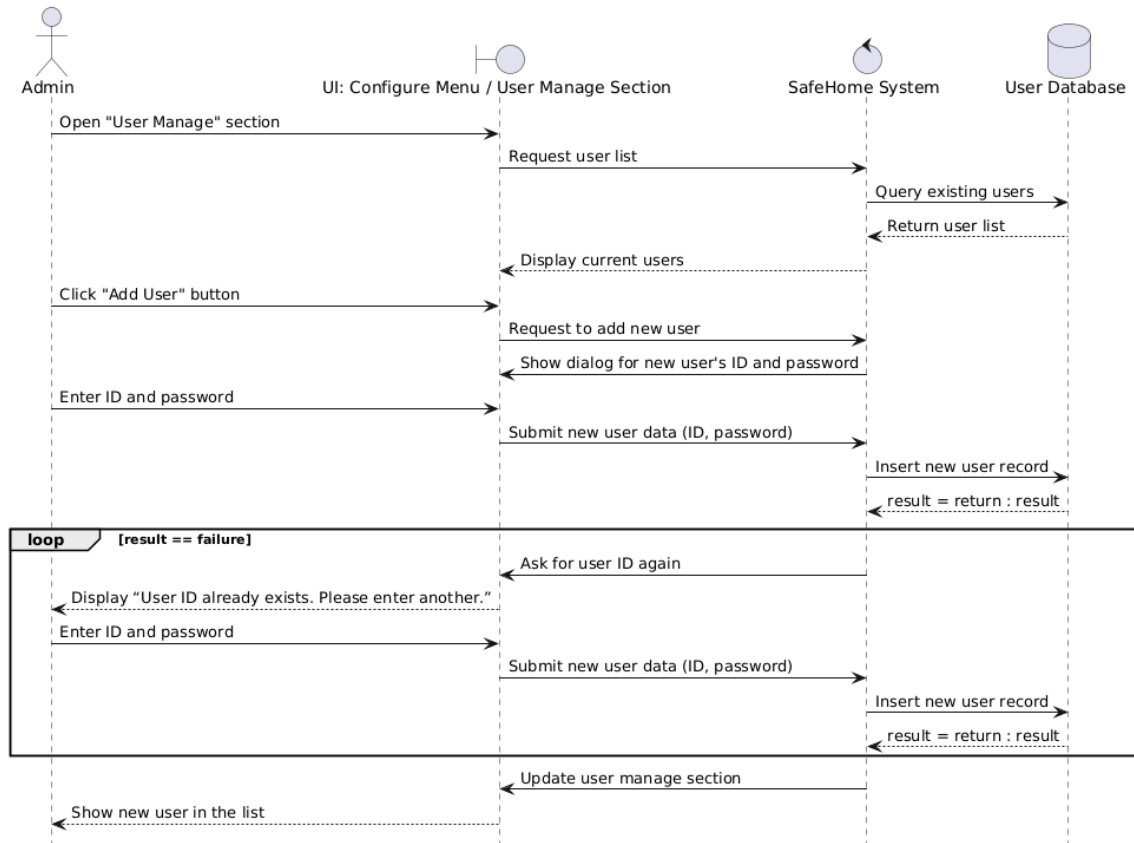 Admin
UI: Configure Menu / User Manage Section
SafeHome System
User Database
Open "User Manage" section
Request user list
Query existing users
Return user list
Display current users
Click "Add User" button
Request to add new user
Show dialog for new user's ID and password
Enter ID and password
Submit new user data (ID, password)
Insert new user record
result = return : result
loop
[result == failure]
Ask for user ID again
Display “User ID already exists. Please enter another.”
Enter ID and password
Submit new user data (ID, password)
Insert new user record
result = return : result
Update user manage section
Show new user in the list